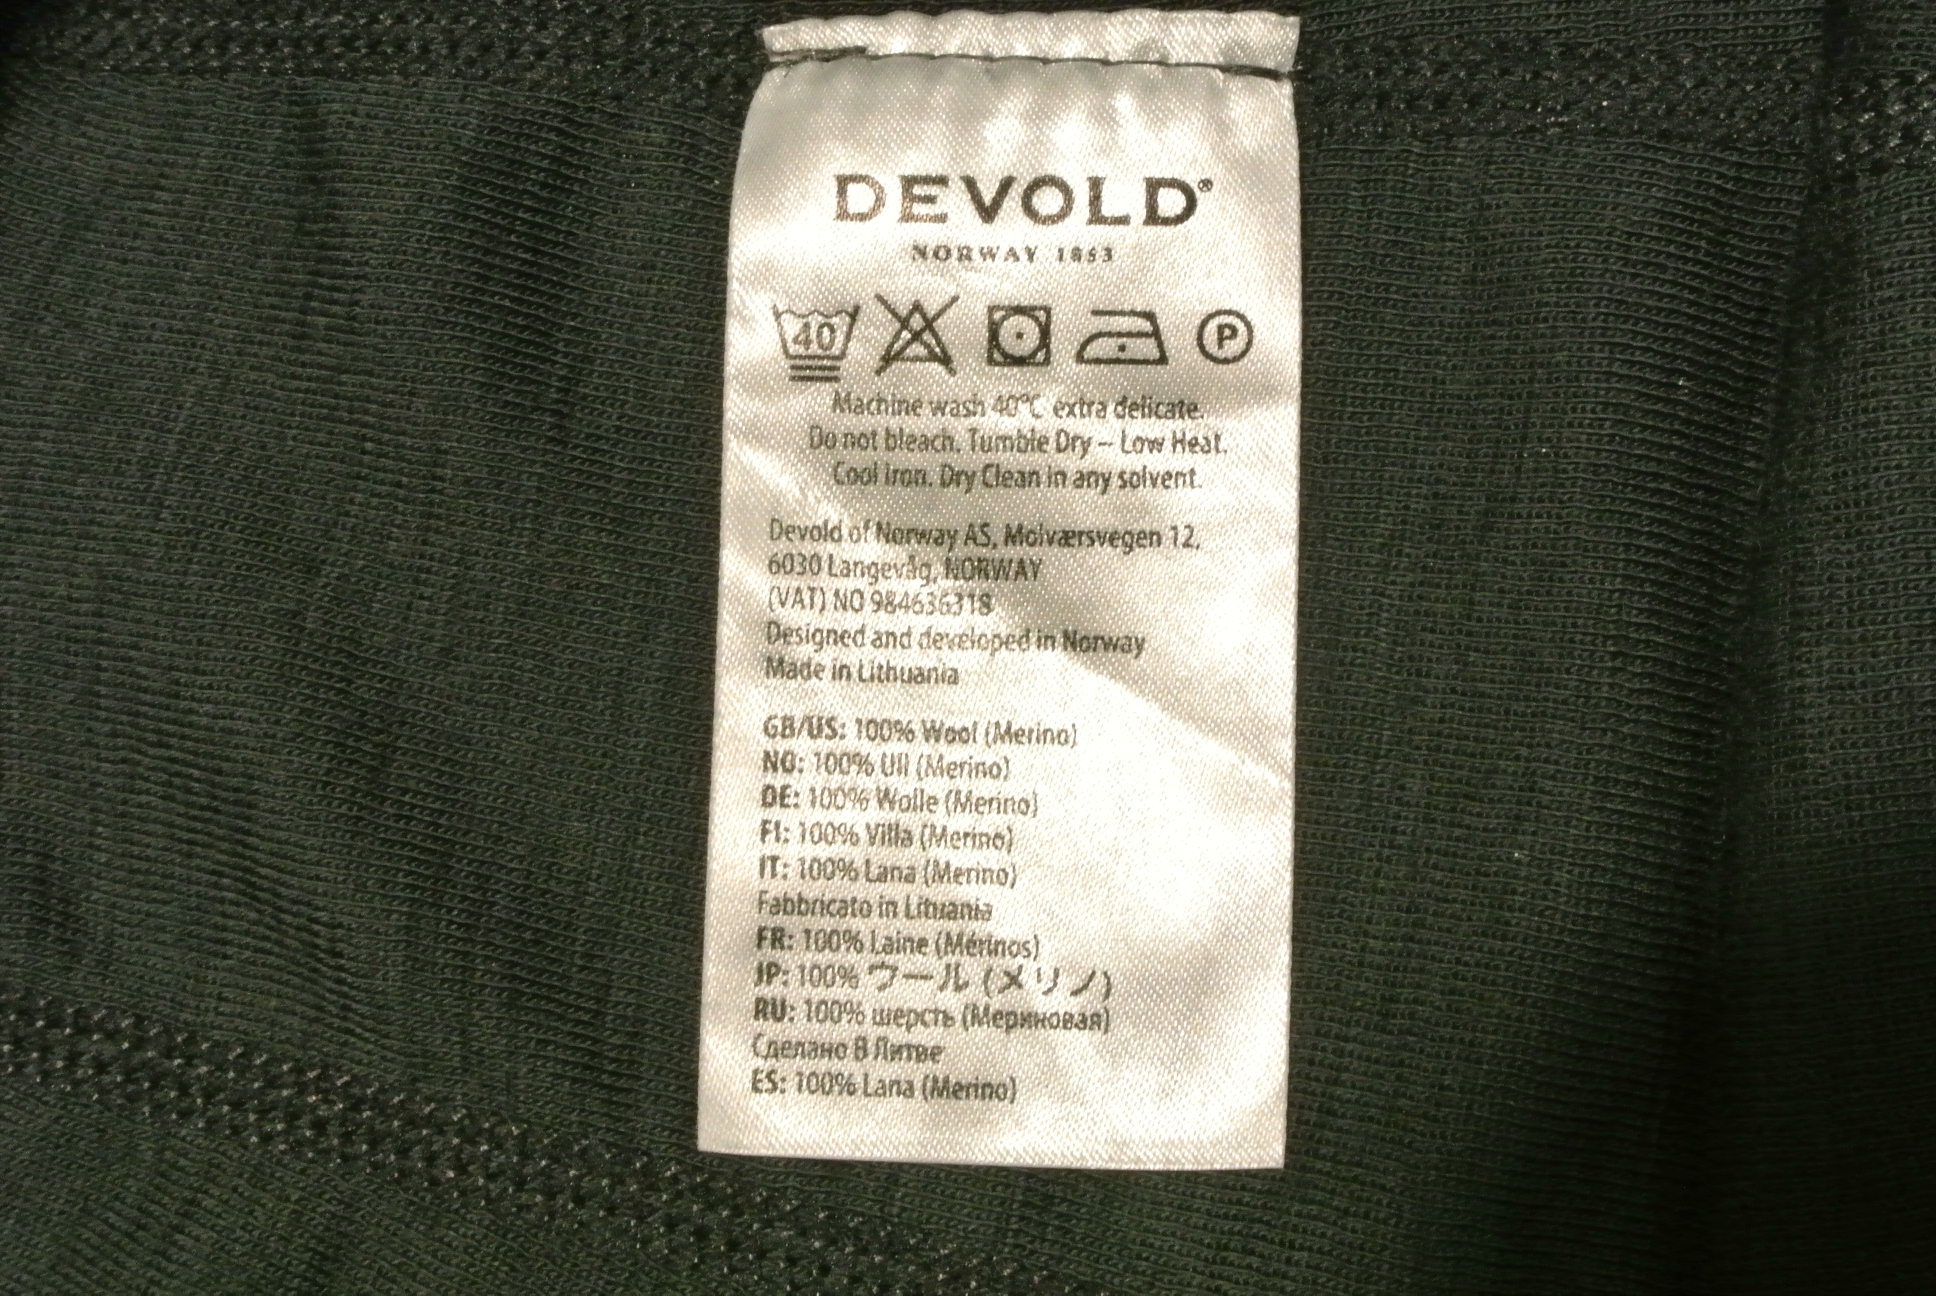 DEVOLD®
NORWAY 1853
40 P
Machine wash 40°C extra delicate.
Do not bleach. Tumble Dry – Low Heat.
Cool Iron. Dry Clean in any solvent.
Devold of Norway AS, Molværsvegen 12,
6030 Langevåg, NORWAY
(VAT) NO 984636318
Designed and developed in Norway
Made in Lithuania
GB/US: 100% Wool (Merino)
NO: 100% Ull (Merino)
DE: 100% Wolle (Merino)
FI: 100% Villa (Merino)
IT: 100% Lana (Merino)
Fabbricato in Lituania
FR: 100% Laine (Mérinos)
JP: 100% ウール (メリノ)
RU: 100% шерсть (Мериновая)
Сделано В Литве
ES: 100% Lana (Merino)